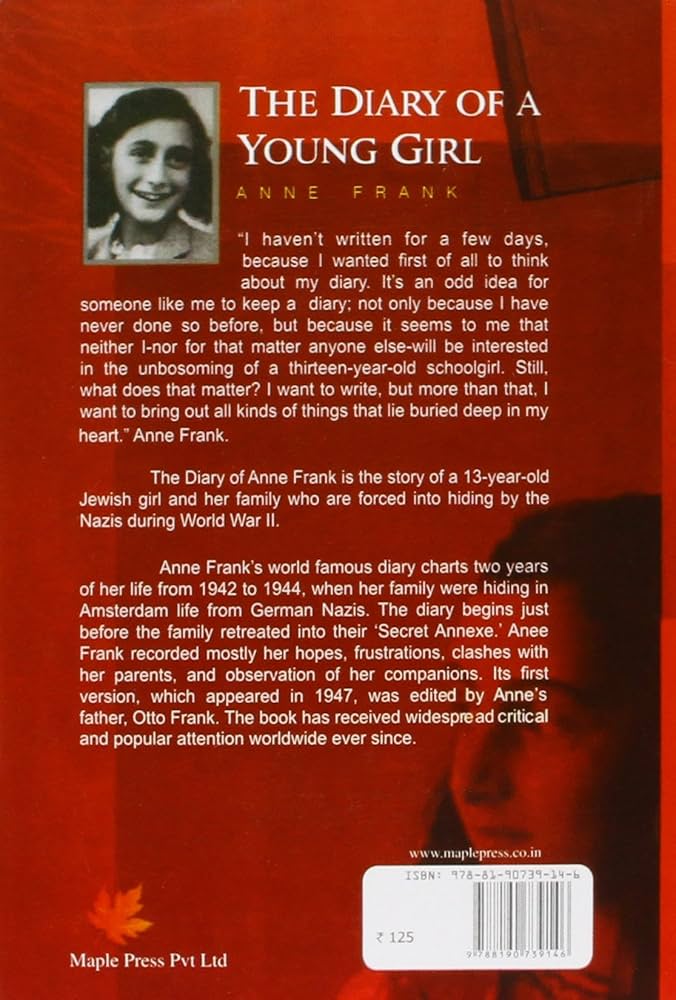 THE DIARY OF A
YOUNG GIRL
ANNE FRANK
“I haven’t written for a few days,
because I wanted first of all to think
about my diary. It’s an odd idea for
someone like me to keep a diary; not only because I have
never done so before, but because it seems to me that
neither I-nor for that matter anyone else-will be interested
in the unbosoming of a thirteen-year-old schoolgirl. Still,
what does that matter? I want to write, but more than that, I
want to bring out all kinds of things that lie buried deep in my
heart.” Anne Frank.
The Diary of Anne Frank is the story of a 13-year-old
Jewish girl and her family who are forced into hiding by the
Nazis during World War II.
Anne Frank’s world famous diary charts two years
of her life from 1942 to 1944, when her family were hiding in
Amsterdam life from German Nazis. The diary begins just
before the family retreated into their ‘Secret Annexe.’ Anee
Frank recorded mostly her hopes, frustrations, clashes with
her parents, and observation of her companions. Its first
version, which appeared in 1947, was edited by Anne’s
father, Otto Frank. The book has received widespread critical
and popular attention worldwide ever since.
www.maplepress.co.in
ISBN: 978-81-90739-14-6
₹ 125
9788190739146
Maple Press Pvt Ltd